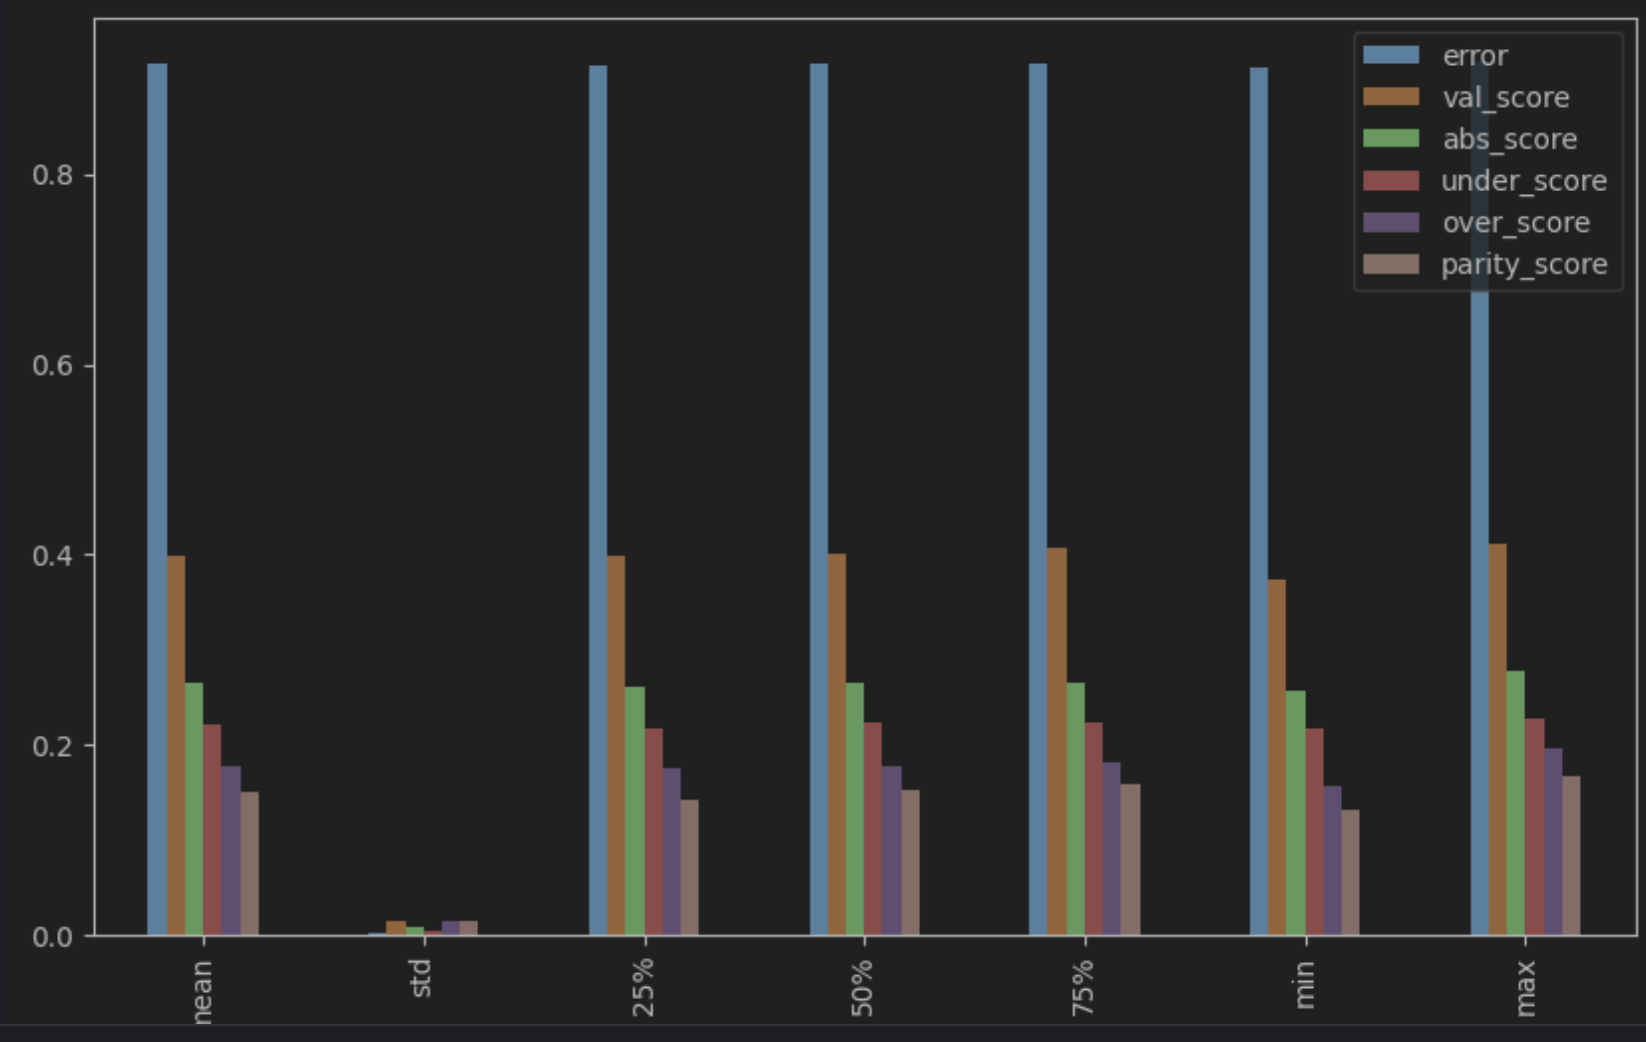 error
val_score
abs_score
under_score
over_score
parity_score
0.8
0.6
0.4
0.2
0.0
std
25%
50%
75%
min
max